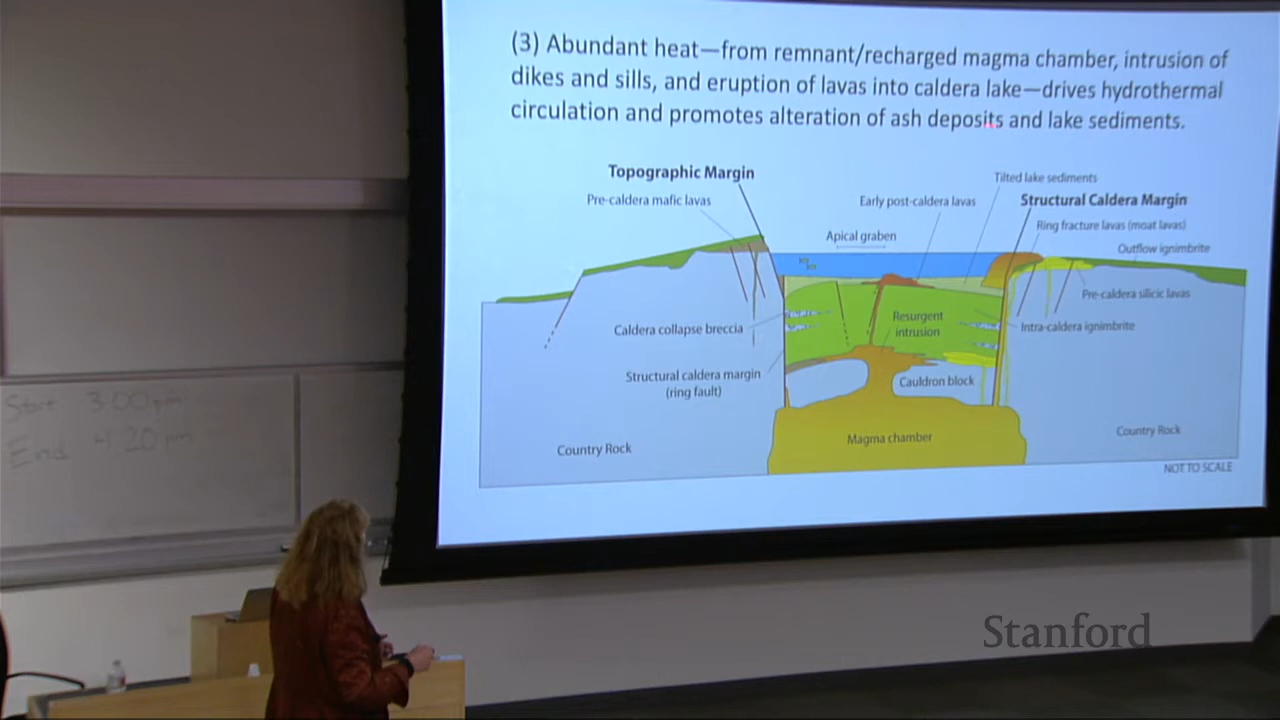 (3) Abundant heat—from remnant/recharged magma chamber, intrusion of
dikes and sills, and eruption of lavas into caldera lake—drives hydrothermal
circulation and promotes alteration of ash deposits and lake sediments.
Topographic Margin
Pre-caldera mafic lavas
Early post-caldera lavas
Tilted lake sediments
Structural Caldera Margin
Ring fracture lavas (moat lavas)
Apical graben
Outflow ignimbrite
Pre-caldera silicic lavas
Caldera collapse breccia
Resurgent
intrusion
Intra-caldera ignimbrite
Structural caldera margin
(ring fault)
Cauldron block
Magma chamber
Country Rock
Country Rock
NOT TO SCALE
Start 3:00pm
End 4:20pm
Stanford